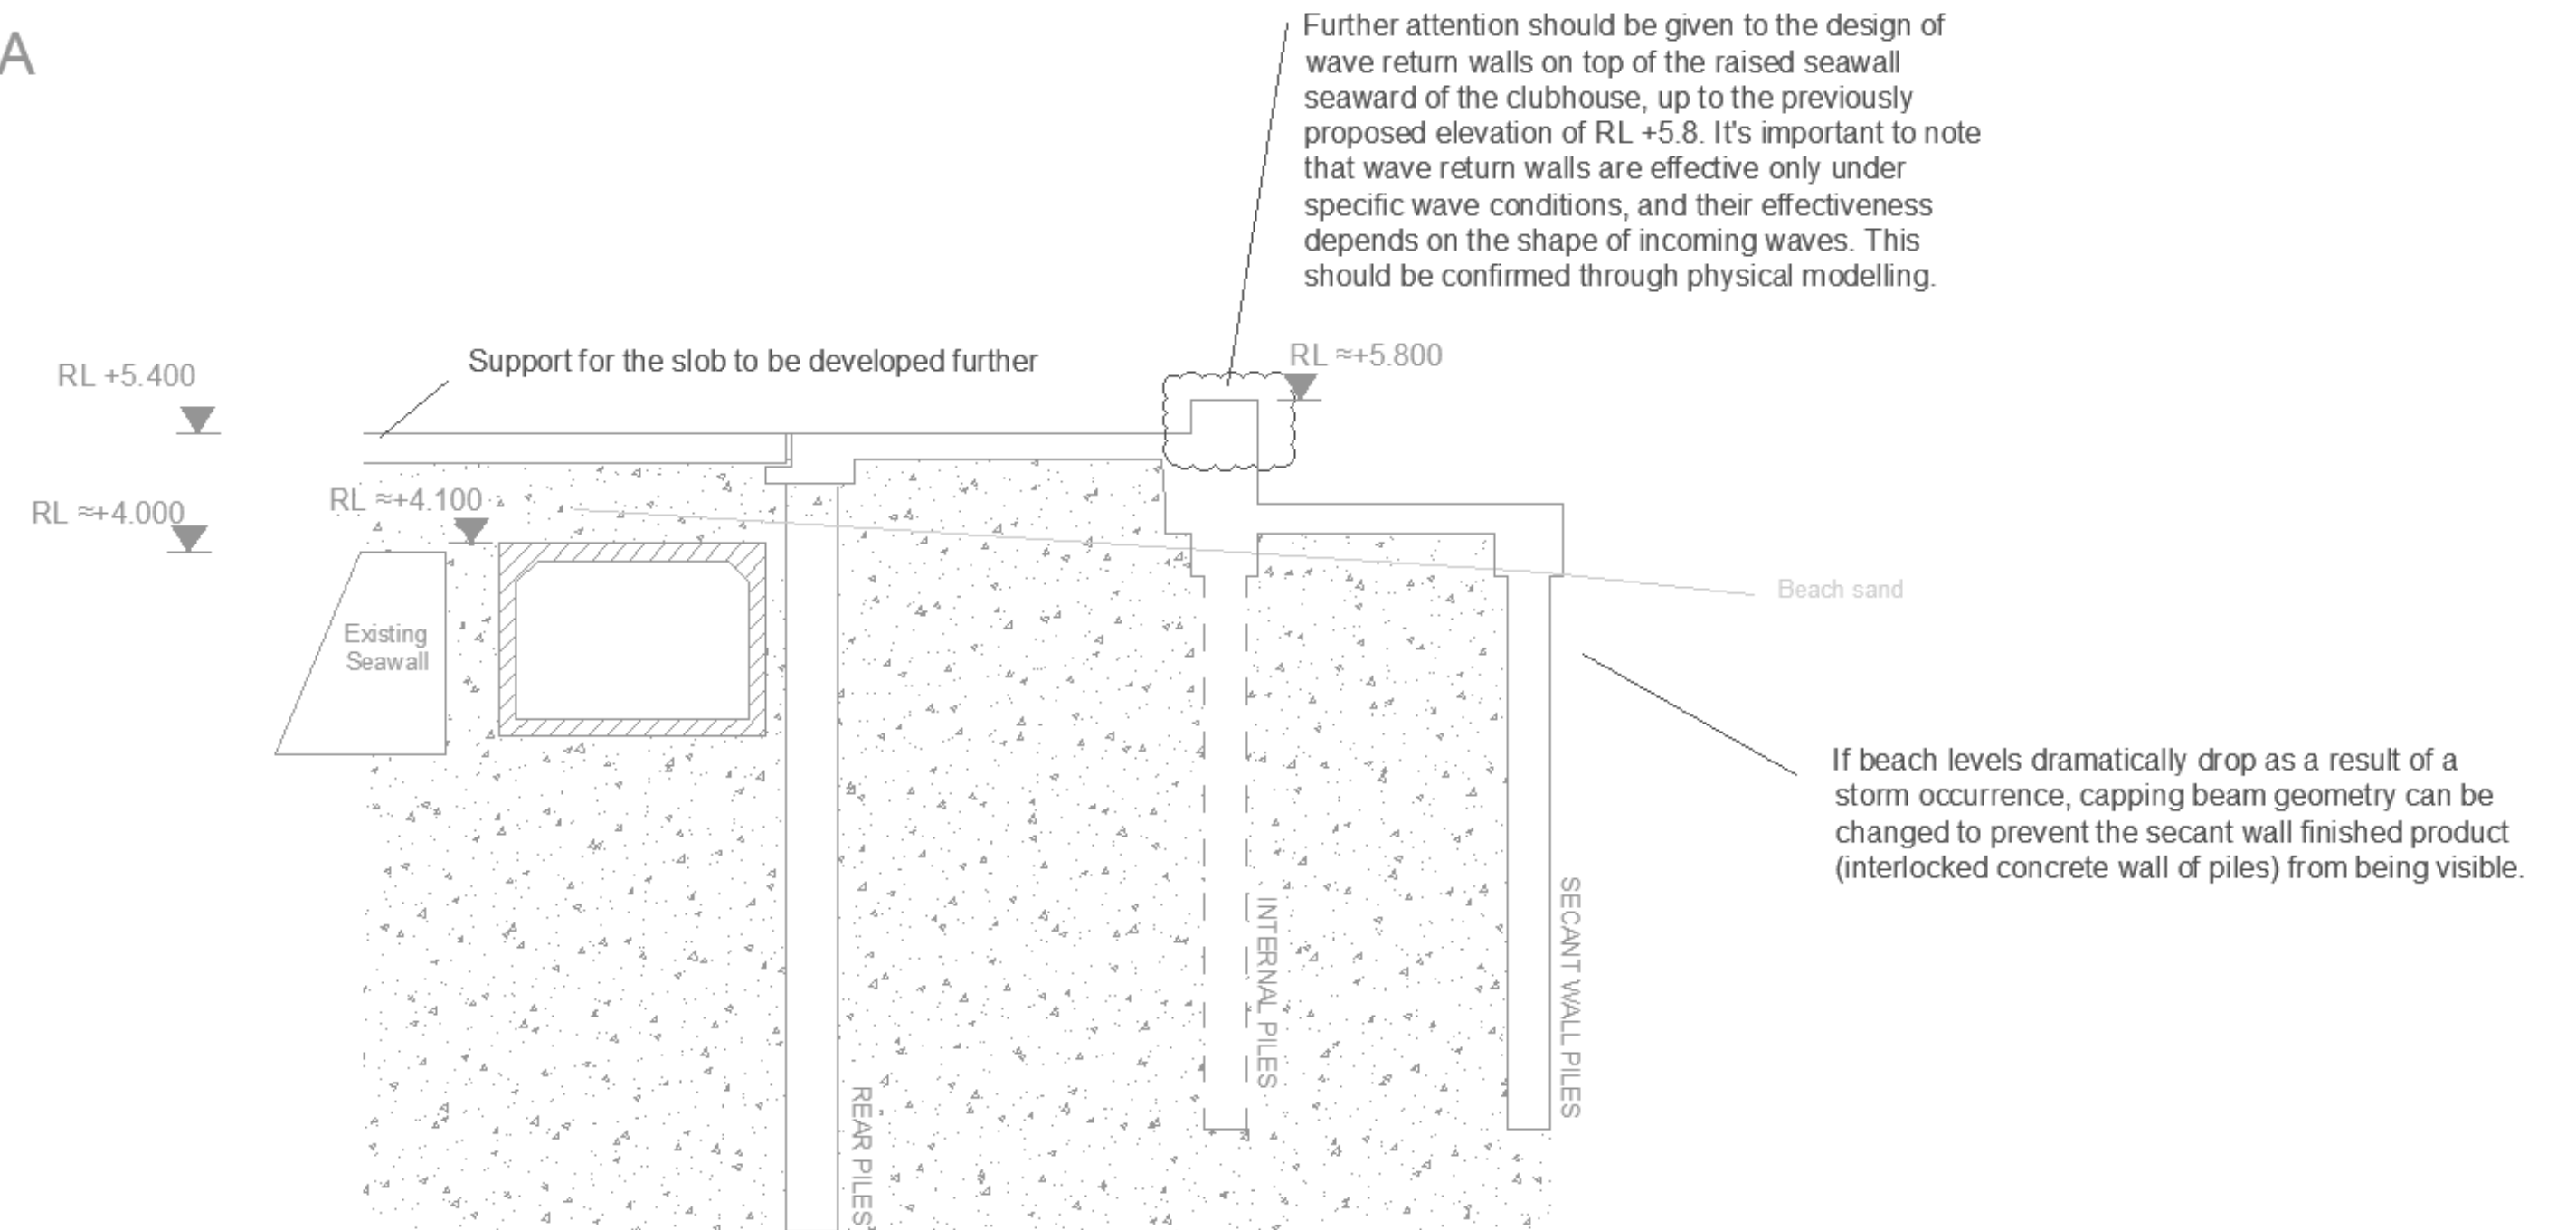 A
Further attention should be given to the design of
wave return walls on top of the raised seawall
seaward of the clubhouse, up to the previously
proposed elevation of RL +5.8. It's important to note
that wave return walls are effective only under
specific wave conditions, and their effectiveness
depends on the shape of incoming waves. This
should be confirmed through physical modelling.
RL ≈+5.800
Support for the slob to be developed further
RL +5.400
RL ≈+4.100
RL ≈+4.000
Beach sand
Existing
Seawall
If beach levels dramatically drop as a result of a
storm occurrence, capping beam geometry can be
changed to prevent the secant wall finished product
(interlocked concrete wall of piles) from being visible.
REAR PILES
INTERNAL PILES
SECANT WALL PILES